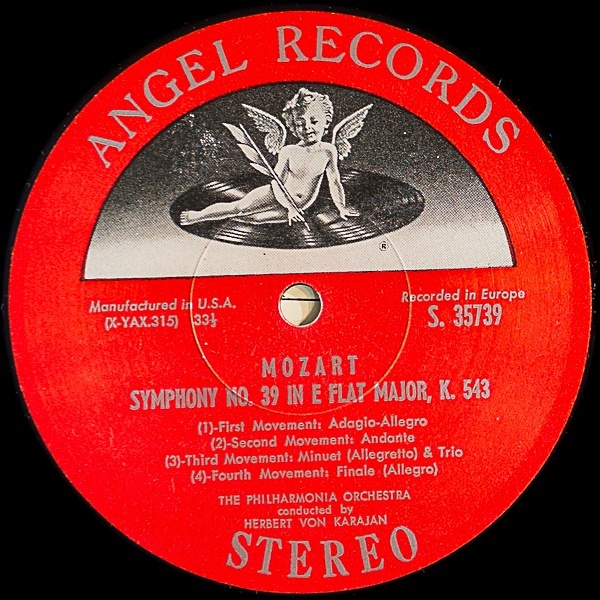 ANGEL RECORDS
®
Manufactured in U.S.A.
(X-YAX.315) 33⅓
Recorded in Europe
S. 35739
MOZART
SYMPHONY NO. 39 IN E FLAT MAJOR, K. 543
(1)-First Movement: Adagio-Allegro
(2)-Second Movement: Andante
(3)-Third Movement: Minuet (Allegretto) & Trio
(4)-Fourth Movement: Finale (Allegro)
THE PHILHARMONIA ORCHESTRA
conducted by
HERBERT VON KARAJAN
STEREO